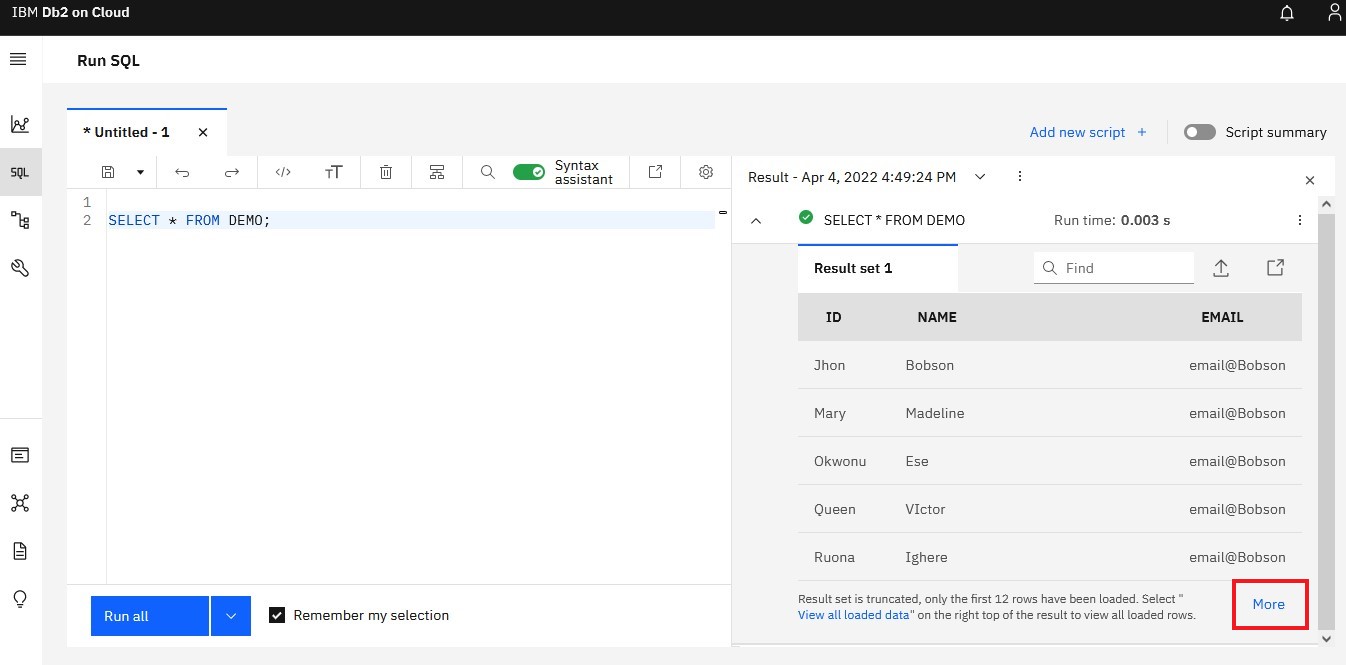 IBM Db2 on Cloud
Run SQL
* Untitled - 1
Add new script +
Script summary
SQL
</>
TT
Syntax
assistant
Result - Apr 4, 2022 4:49:24 PM
1
2 SELECT * FROM DEMO;
SELECT * FROM DEMO
Run time: 0.003 s
Result set 1
Find
ID NAME EMAIL
Jhon Bobson email@Bobson
Mary Madeline email@Bobson
Okwonu Ese email@Bobson
Queen VIctor email@Bobson
Ruona Ighere email@Bobson
Result set is truncated, only the first 12 rows have been loaded. Select "
View all loaded data" on the right top of the result to view all loaded rows.
More
Run all
Remember my selection